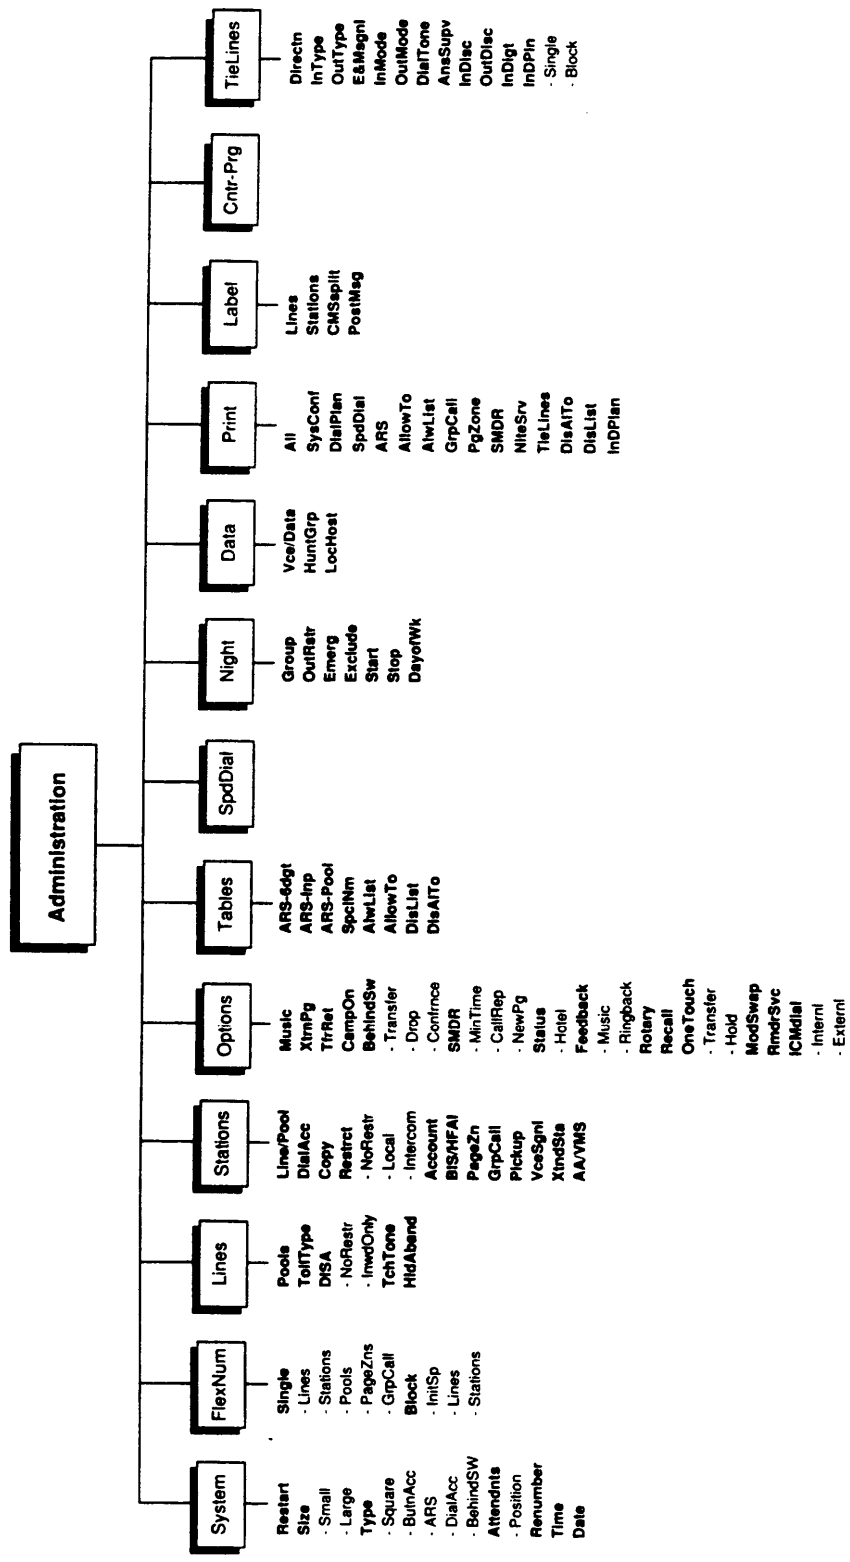 Administration
System
Restart
Size
- Small
- Large
Type
- Square
- ButnAcc
- ARS
- DialAcc
- BehindSW
Attendnts
- Position
Renumber
Time
Date
FlexNum
Single
- Lines
- Stations
- Pools
- PageZns
- GrpCall
Block
- InitSp
- Lines
- Stations
Lines
Pools
TollType
DISA
- NoRestr
- InwdOnly
TchTone
HldAband
Stations
Line/Pool
DialAcc
Copy
Restrct
- NoRestr
- Local
- Intercom
Account
BIS/HFAI
PageZn
GrpCall
Pickup
VceSgnl
XtndSta
AA/VMS
Options
Music
XtrnPg
TfrRet
CampOn
BehindSw
- Transfer
- Drop
- Confrnce
SMDR
- MinTime
- CallRep
- NewPg
Status
- Hotel
Feedback
- Music
- Ringback
Rotary
Recall
OneTouch
- Transfer
- Hold
ModSwap
RmdrSvc
ICMdial
- Internl
- Externl
Tables
ARS-6dgt
ARS-Inp
ARS-Pool
SpclNm
AlwList
AllowTo
DisList
DisAlTo
SpdDial
Night
Group
OutRstr
Emerg
Exclude
Start
Stop
DayofWk
Data
Vce/Data
HuntGrp
LocHost
Print
All
SysConf
DialPlan
SpdDial
ARS
AllowTo
AlwList
GrpCall
PgZone
SMDR
NiteSrv
TieLines
DisAlTo
DisList
InDPlan
Label
Lines
Stations
CMSsplit
PostMsg
Cntr-Prg
TieLines
Directn
InType
OutType
E&Msgnl
InMode
OutMode
DialTone
AnsSupv
InDisc
OutDisc
InDigt
InDPln
- Single
- Block